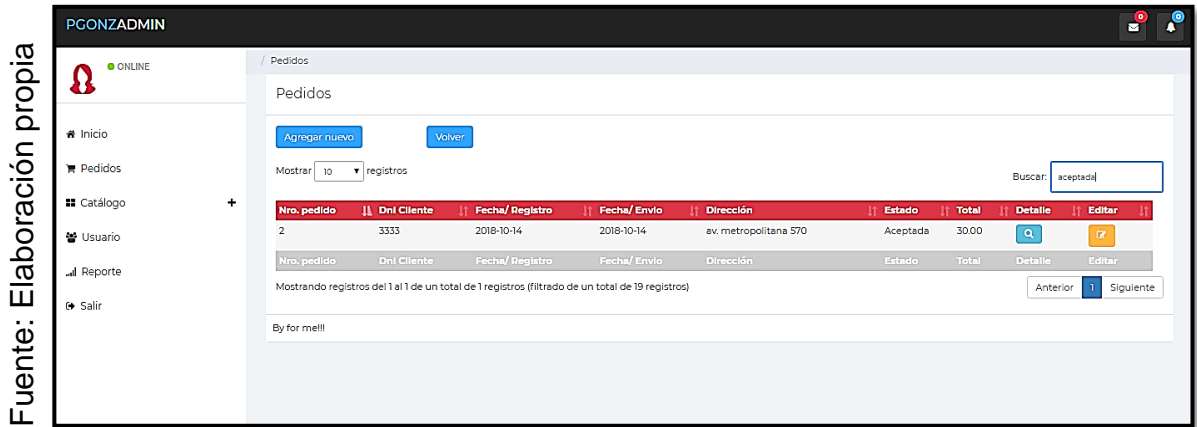 Fuente: Elaboración propia
PGONZADMIN
0 0
ONLINE
/ Pedidos
Pedidos
Inicio
Pedidos
Catálogo +
Usuario
Reporte
Salir
Agregar nuevo Volver
Mostrar 10 registros
Buscar: aceptada
Nro. pedido Dni Cliente Fecha/ Registro Fecha/ Envio Dirección Estado Total Detalle Editar
2 3333 2018-10-14 2018-10-14 av. metropolitana 570 Aceptada 30.00
Nro. pedido Dni Cliente Fecha/ Registro Fecha/ Envio Dirección Estado Total Detalle Editar
Mostrando registros del 1 al 1 de un total de 1 registros (filtrado de un total de 19 registros)
Anterior 1 Siguiente
By for me!!!